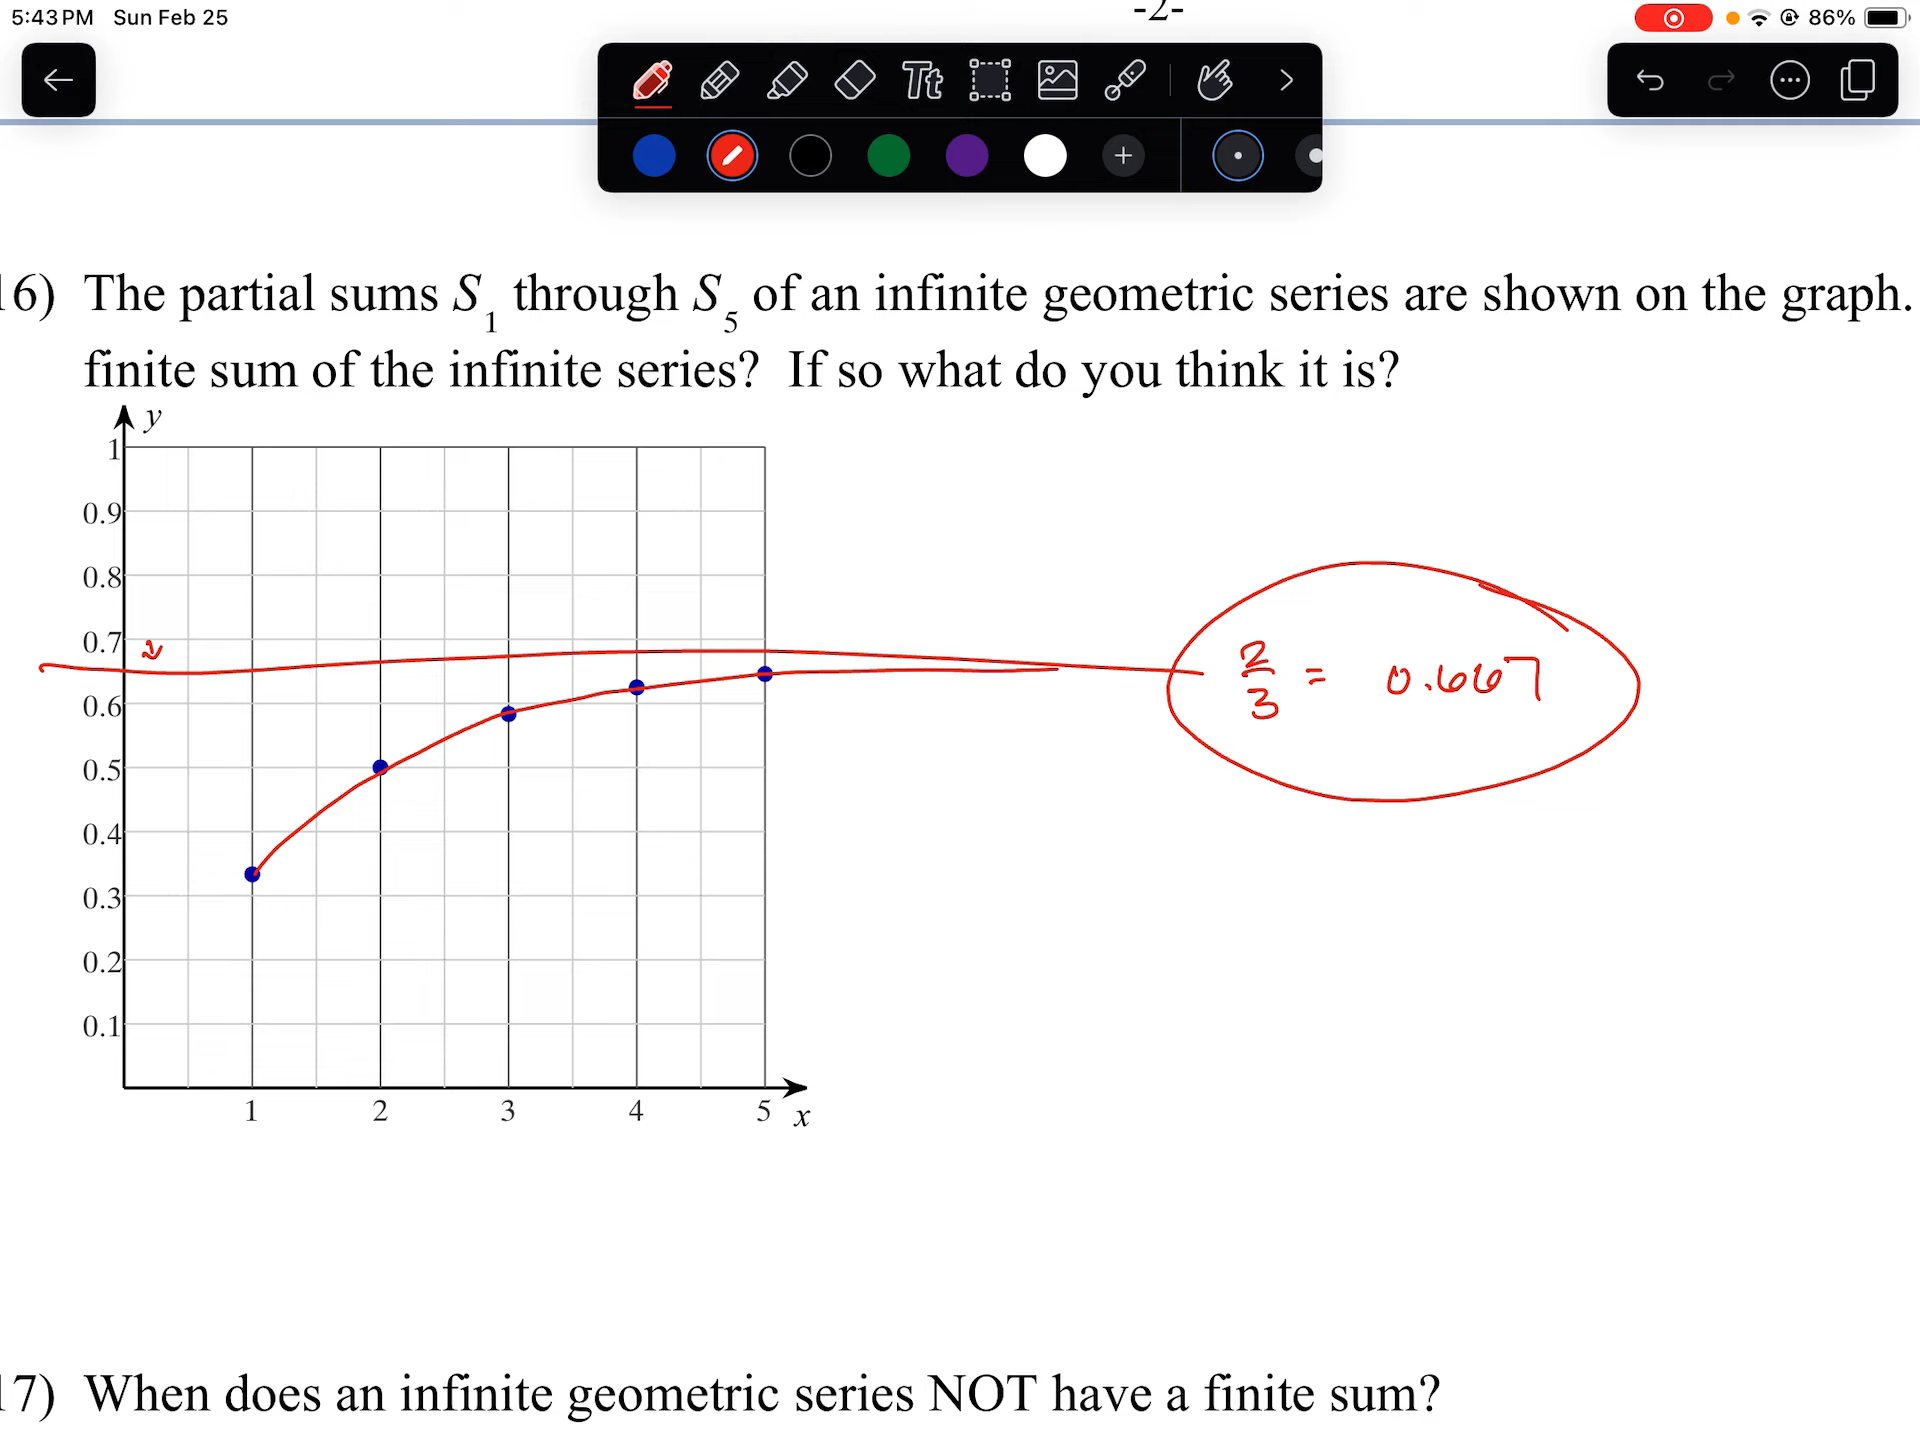 5:43 PM Sun Feb 25
-2-
86%
Tt
16) The partial sums S1 through S5 of an infinite geometric series are shown on the graph.
finite sum of the infinite series? If so what do you think it is?
y
1
0.9
0.8
0.7
0.6
0.5
0.4
0.3
0.2
0.1
1 2 3 4 5 x
2/3 = 0.667
17) When does an infinite geometric series NOT have a finite sum?